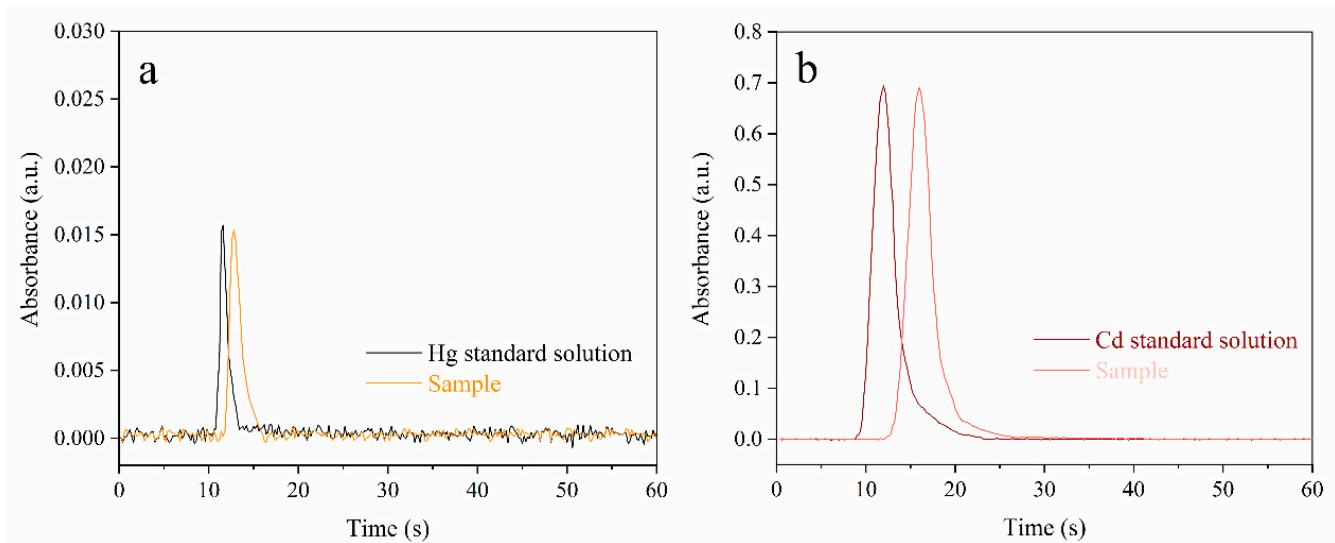 a
0.030
0.025
0.020
0.015
0.010
0.005
0.000
Absorbance (a.u.)
Hg standard solution
Sample
0 10 20 30 40 50 60
Time (s)
b
0.8
0.7
0.6
0.5
0.4
0.3
0.2
0.1
0.0
Absorbance (a.u.)
Cd standard solution
Sample
0 10 20 30 40 50 60
Time (s)